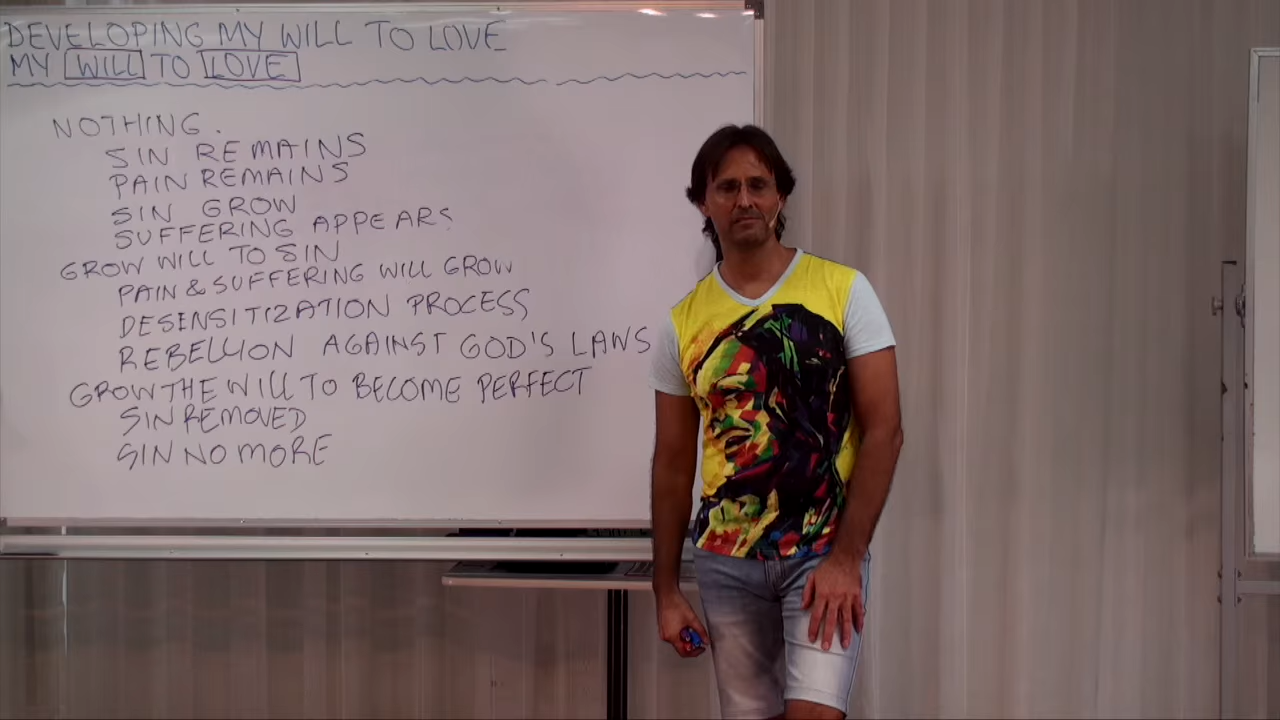 DEVELOPING MY WILL TO LOVE
MY WILL TO LOVE
NOTHING.
SIN REMAINS
PAIN REMAINS
SIN GROW
SUFFERING APPEARS
GROW WILL TO SIN
PAIN & SUFFERING WILL GROW
DESENSITIZATION PROCESS
REBELLION AGAINST GOD'S LAWS
GROW THE WILL TO BECOME PERFECT
SIN REMOVED
SIN NO MORE